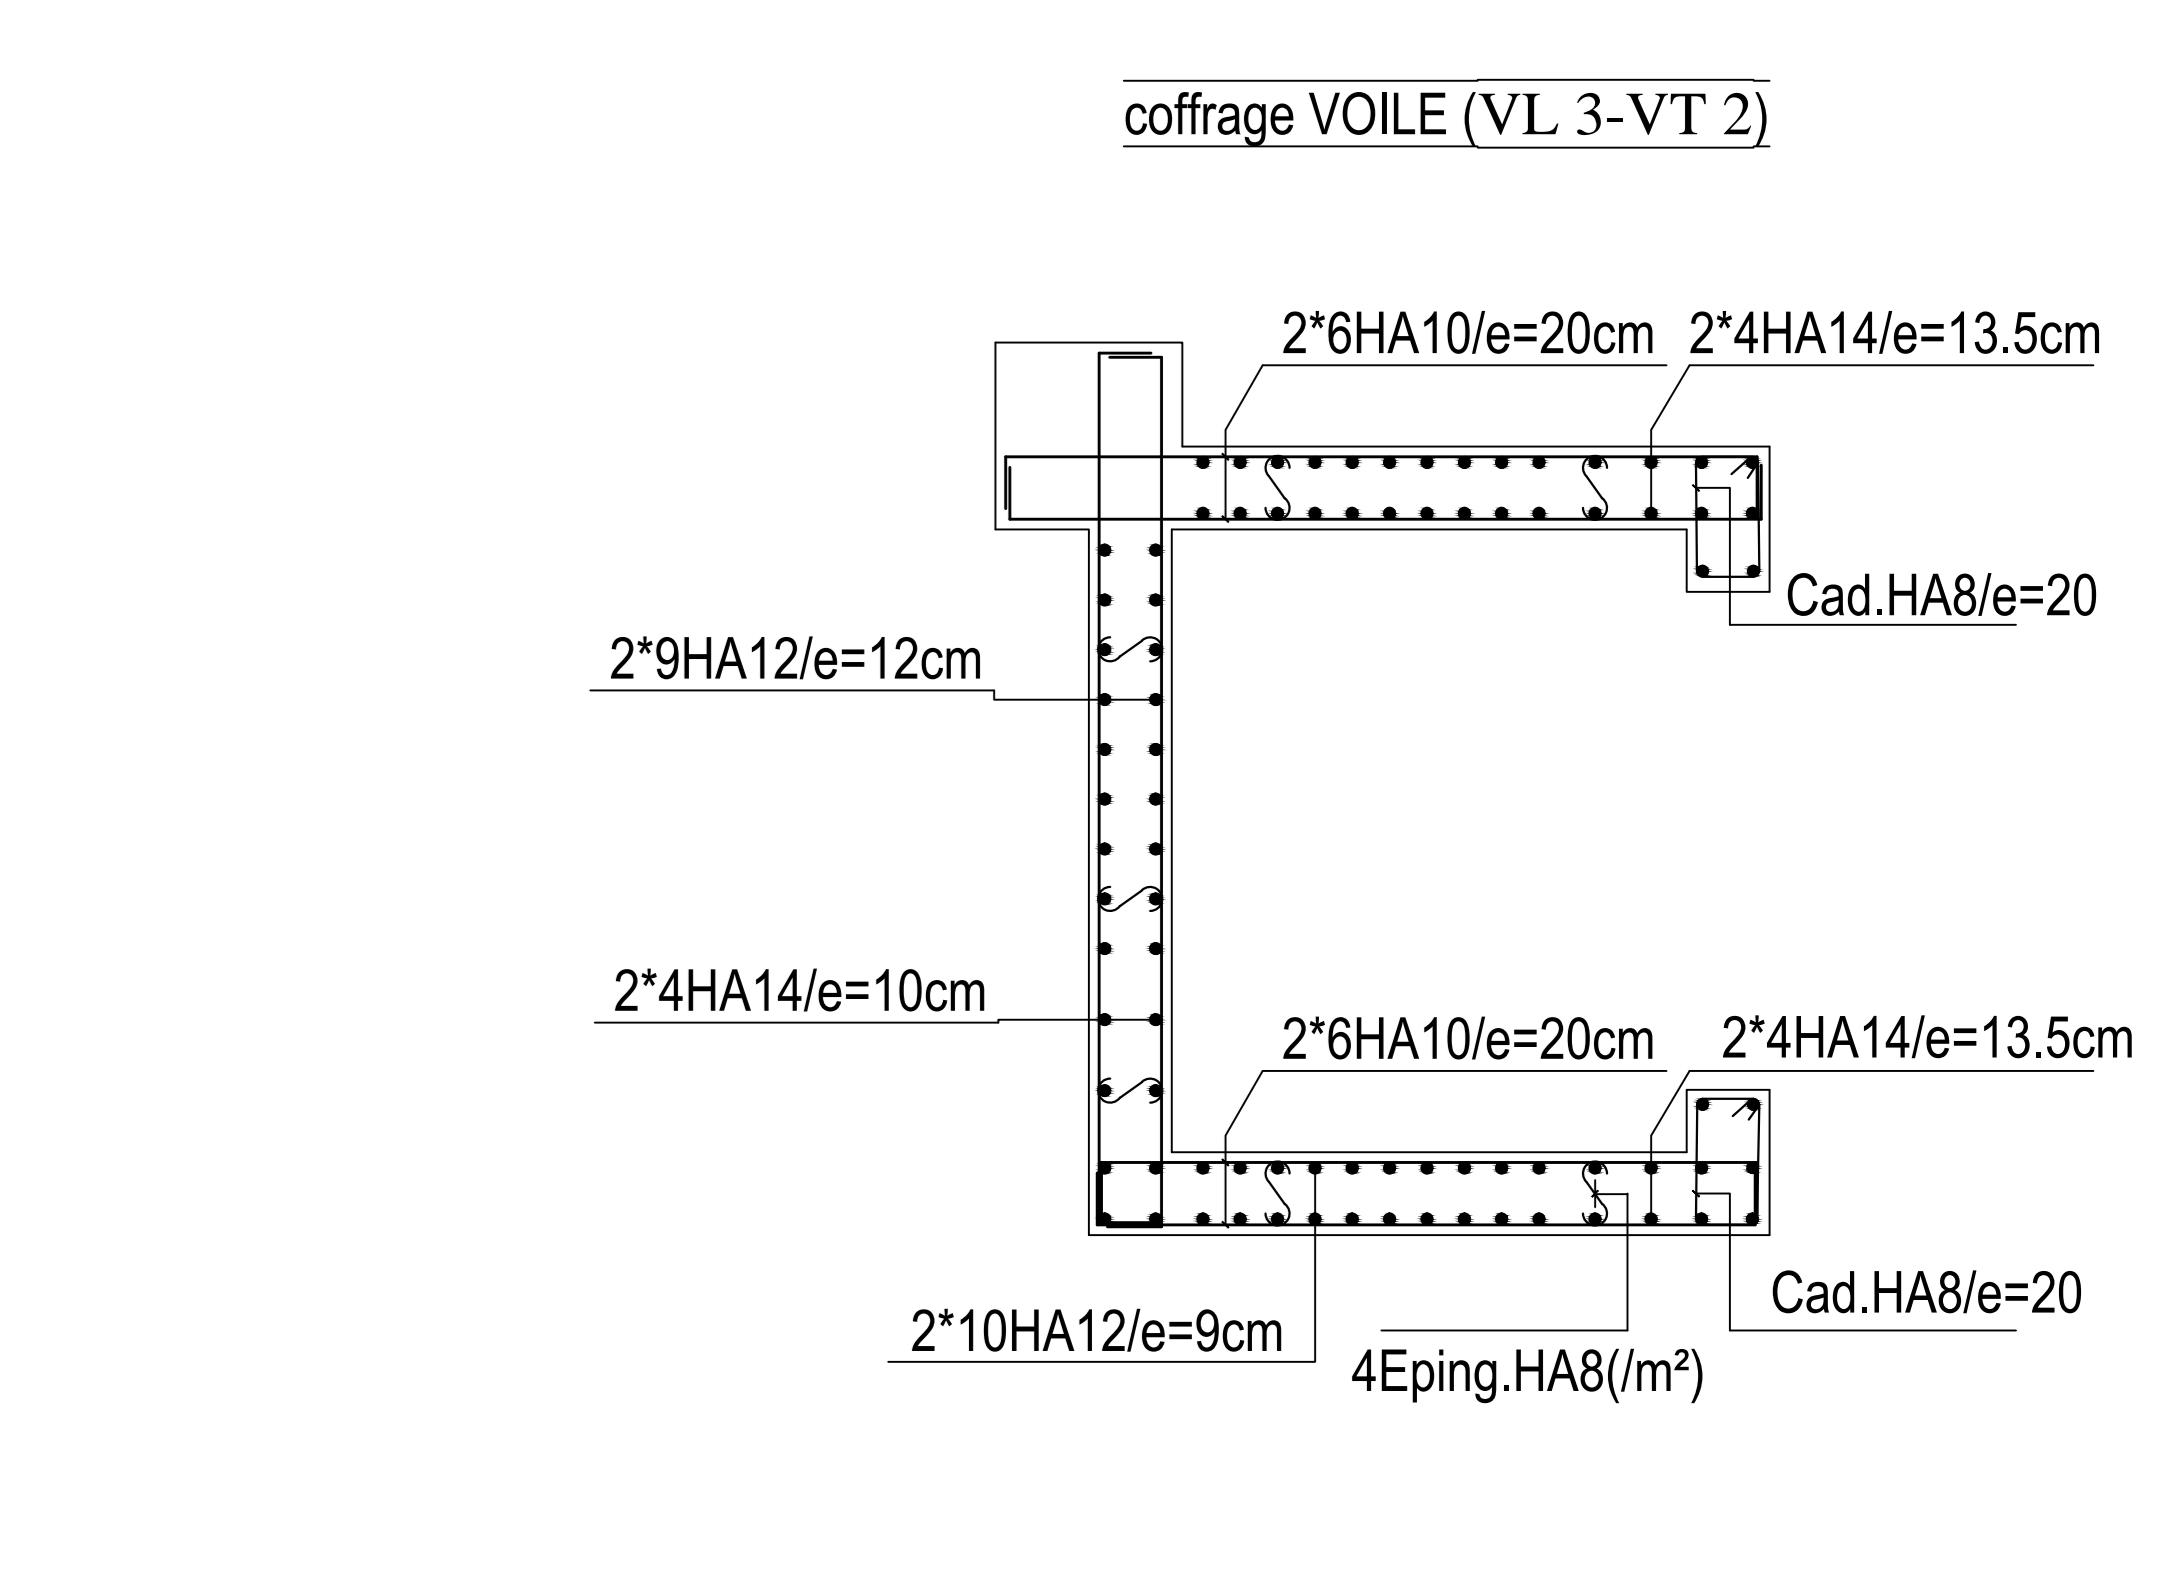 coffrage VOILE (VL 3-VT 2)
2*6HA10/e=20cm
2*4HA14/e=13.5cm
Cad.HA8/e=20
2*9HA12/e=12cm
2*4HA14/e=10cm
2*6HA10/e=20cm
2*4HA14/e=13.5cm
Cad.HA8/e=20
2*10HA12/e=9cm
4Eping.HA8(/m²)